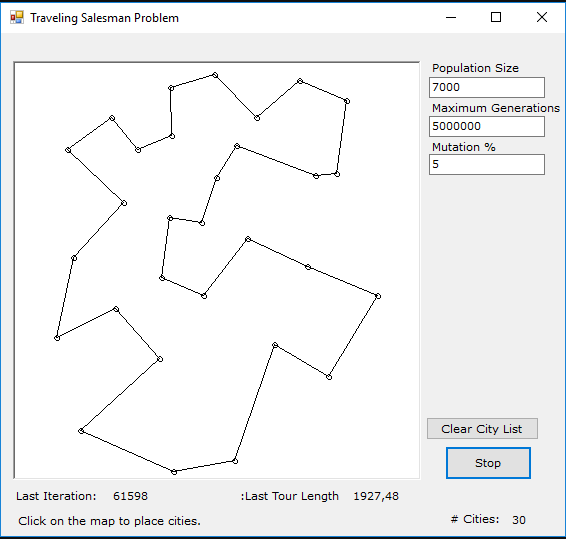 Traveling Salesman Problem
Population Size
7000
Maximum Generations
5000000
Mutation %
5
Clear City List
Stop
Last Iteration: 61598 :Last Tour Length 1927,48
Click on the map to place cities. # Cities: 30